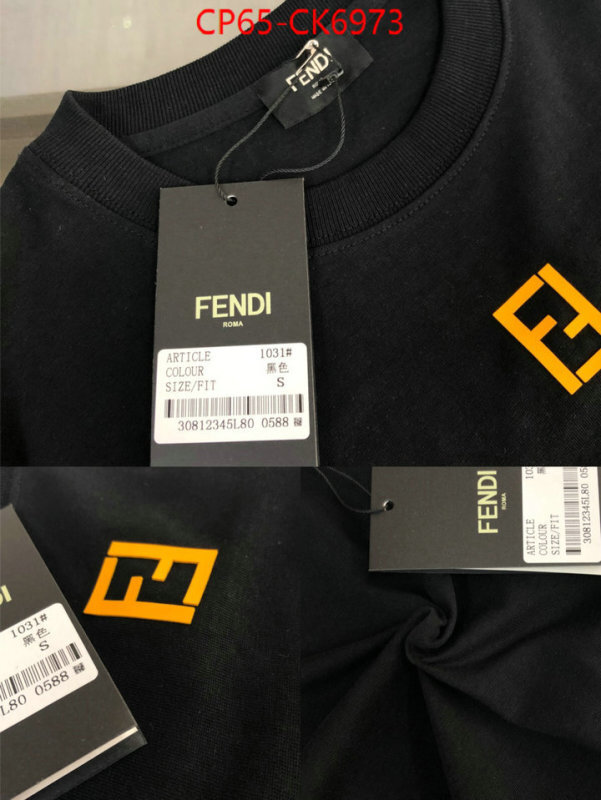 CP65-CK6973
FENDI
FENDI
ROMA
ARTICLE 1031#
COLOUR 黑色
SIZE/FIT S
30812345L80 0588
FENDI
ROMA
ARTICLE
COLOUR
SIZE/FIT
30812345L80
1031#
黑色
S
L80 0588